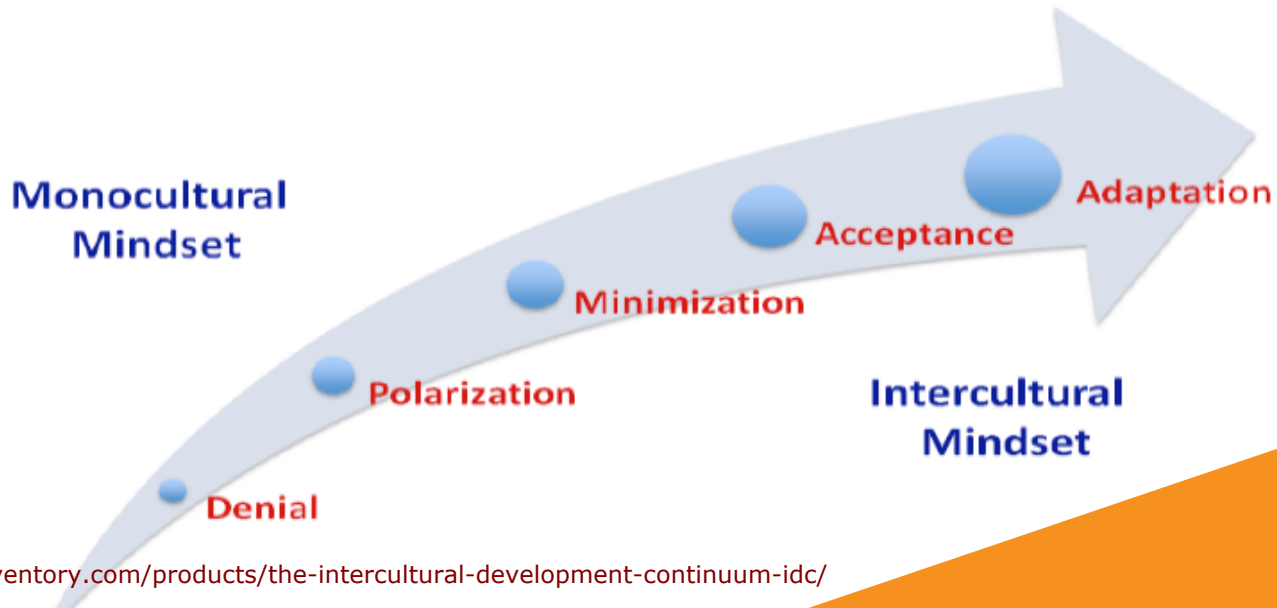 Monocultural
Mindset
Adaptation
Acceptance
Minimization
Polarization
Intercultural
Mindset
Denial
ventory.com/products/the-intercultural-development-continuum-idc/